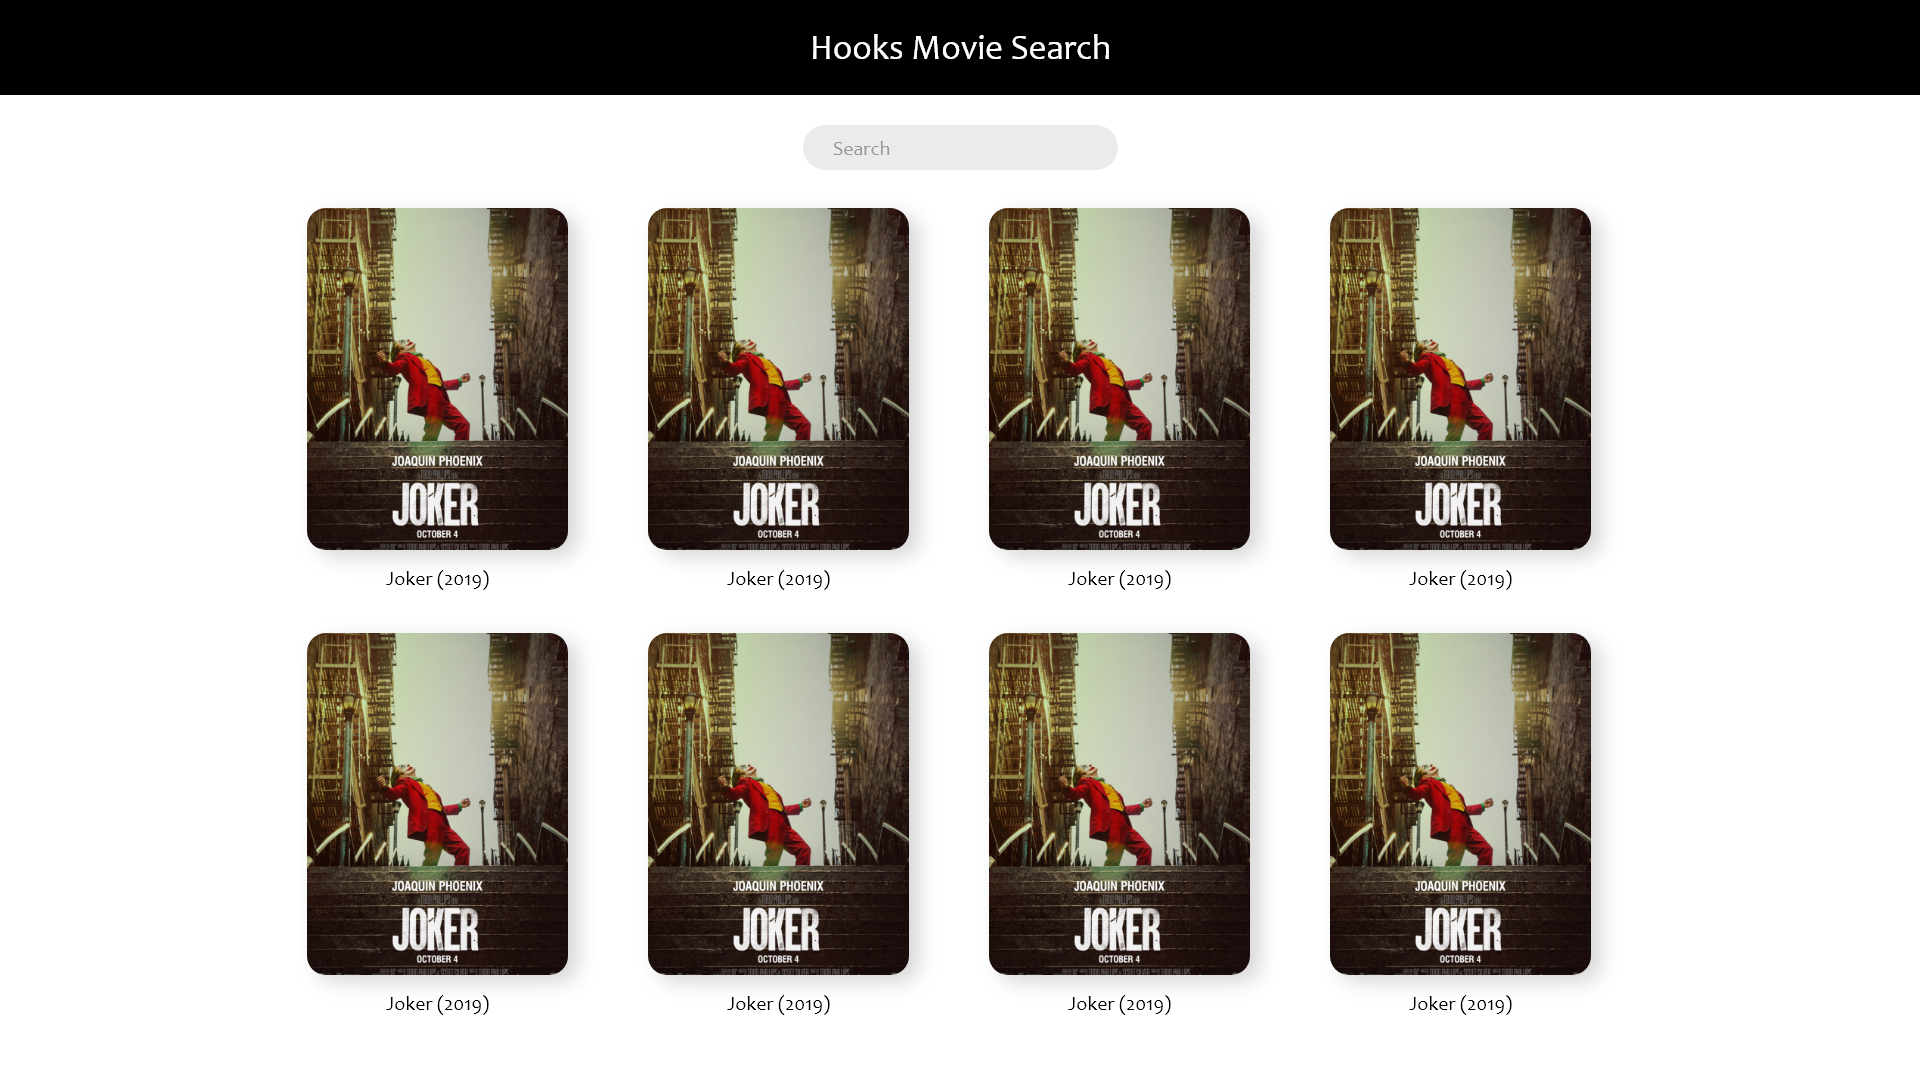 Hooks Movie Search
Search
JOAQUIN PHOENIX JOAQUIN PHOENIX JOAQUIN PHOENIX JOAQUIN PHOENIX
JOKER JOKER JOKER JOKER
OCTOBER 4 OCTOBER 4 OCTOBER 4 OCTOBER 4
Joker (2019) Joker (2019) Joker (2019) Joker (2019)
JOAQUIN PHOENIX JOAQUIN PHOENIX JOAQUIN PHOENIX JOAQUIN PHOENIX
JOKER JOKER JOKER JOKER
OCTOBER 4 OCTOBER 4 OCTOBER 4 OCTOBER 4
Joker (2019) Joker (2019) Joker (2019) Joker (2019)